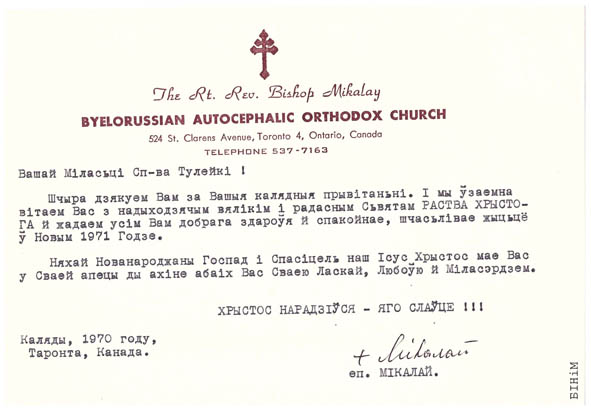 The Rt. Rev. Bishop Mikalay
BYELORUSSIAN AUTOCEPHALIC ORTHODOX CHURCH
524 St. Clarens Avenue, Toronto 4, Ontario, Canada
TELEPHONE 537-7163
Вашай Міласьці Сп-ва Тулейкі !
Шчыра дзякуем Вам за Вашыя калядныя прывітаньні. І мы ўзаемна
вітаем Вас з надыходзячым вялікім і радасным Сьвятам РАСТВА ХРЫСТО-
ГА й жадаем усім Вам добрага здароўя й спакойнае, шчасьлівае жыцьцё
ў Новым 1971 Годзе.
Няхай Нованароджаны Госпад і Спасіцель наш Ісус Хрыстос мае Вас
у Сваей апецы ды ахіне абаіх Вас Сваею Ласкай, Любоўю й Міласэрдзем.
ХРЫСТОС НАРАДЗІЎСЯ - ЯГО СЛАЎЦЕ !!!
Каляды, 1970 году,
Таронта, Канада.
+ Мікалай
еп. МІКАЛАЙ.
БІНіМ